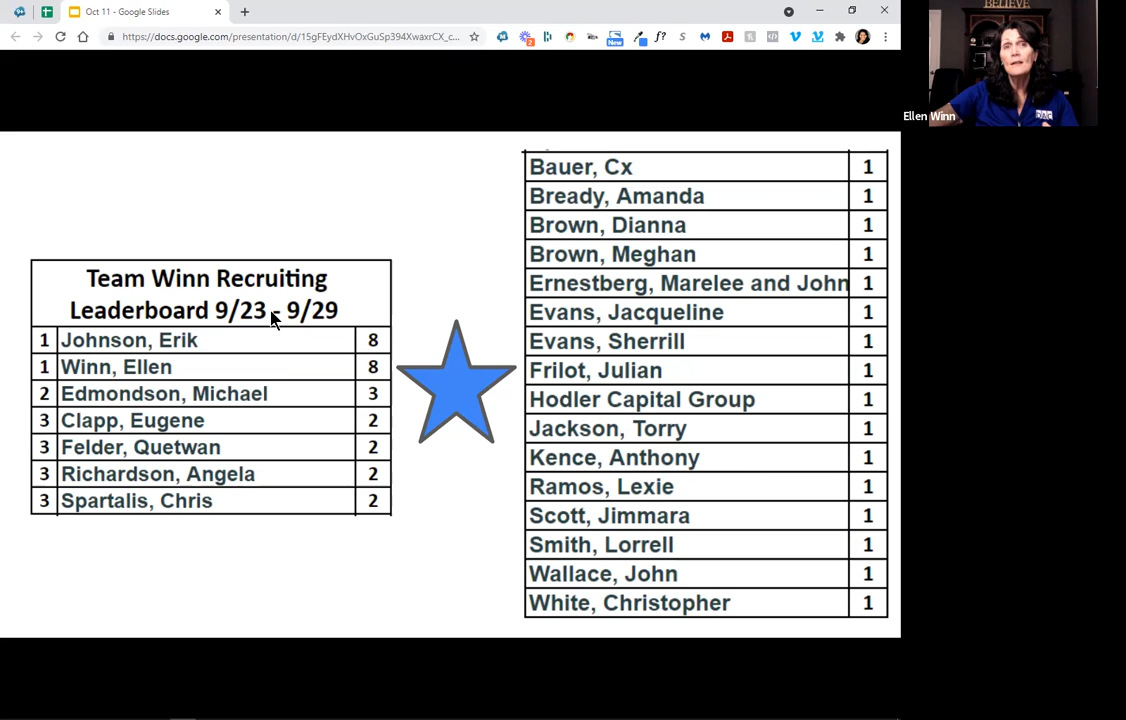 Oct 11 - Google Slides
https://docs.google.com/presentation/d/15gFEydXHvOxGuSp394XwaxrCX_c...
New
BELIEVE
Ellen Winn
Team Winn Recruiting
Leaderboard 9/23 - 9/29
1 Johnson, Erik 8
1 Winn, Ellen 8
2 Edmondson, Michael 3
3 Clapp, Eugene 2
3 Felder, Quetwan 2
3 Richardson, Angela 2
3 Spartalis, Chris 2
Bauer, Cx 1
Bready, Amanda 1
Brown, Dianna 1
Brown, Meghan 1
Ernestberg, Marelee and John 1
Evans, Jacqueline 1
Evans, Sherrill 1
Frilot, Julian 1
Hodler Capital Group 1
Jackson, Torry 1
Kence, Anthony 1
Ramos, Lexie 1
Scott, Jimmara 1
Smith, Lorrell 1
Wallace, John 1
White, Christopher 1